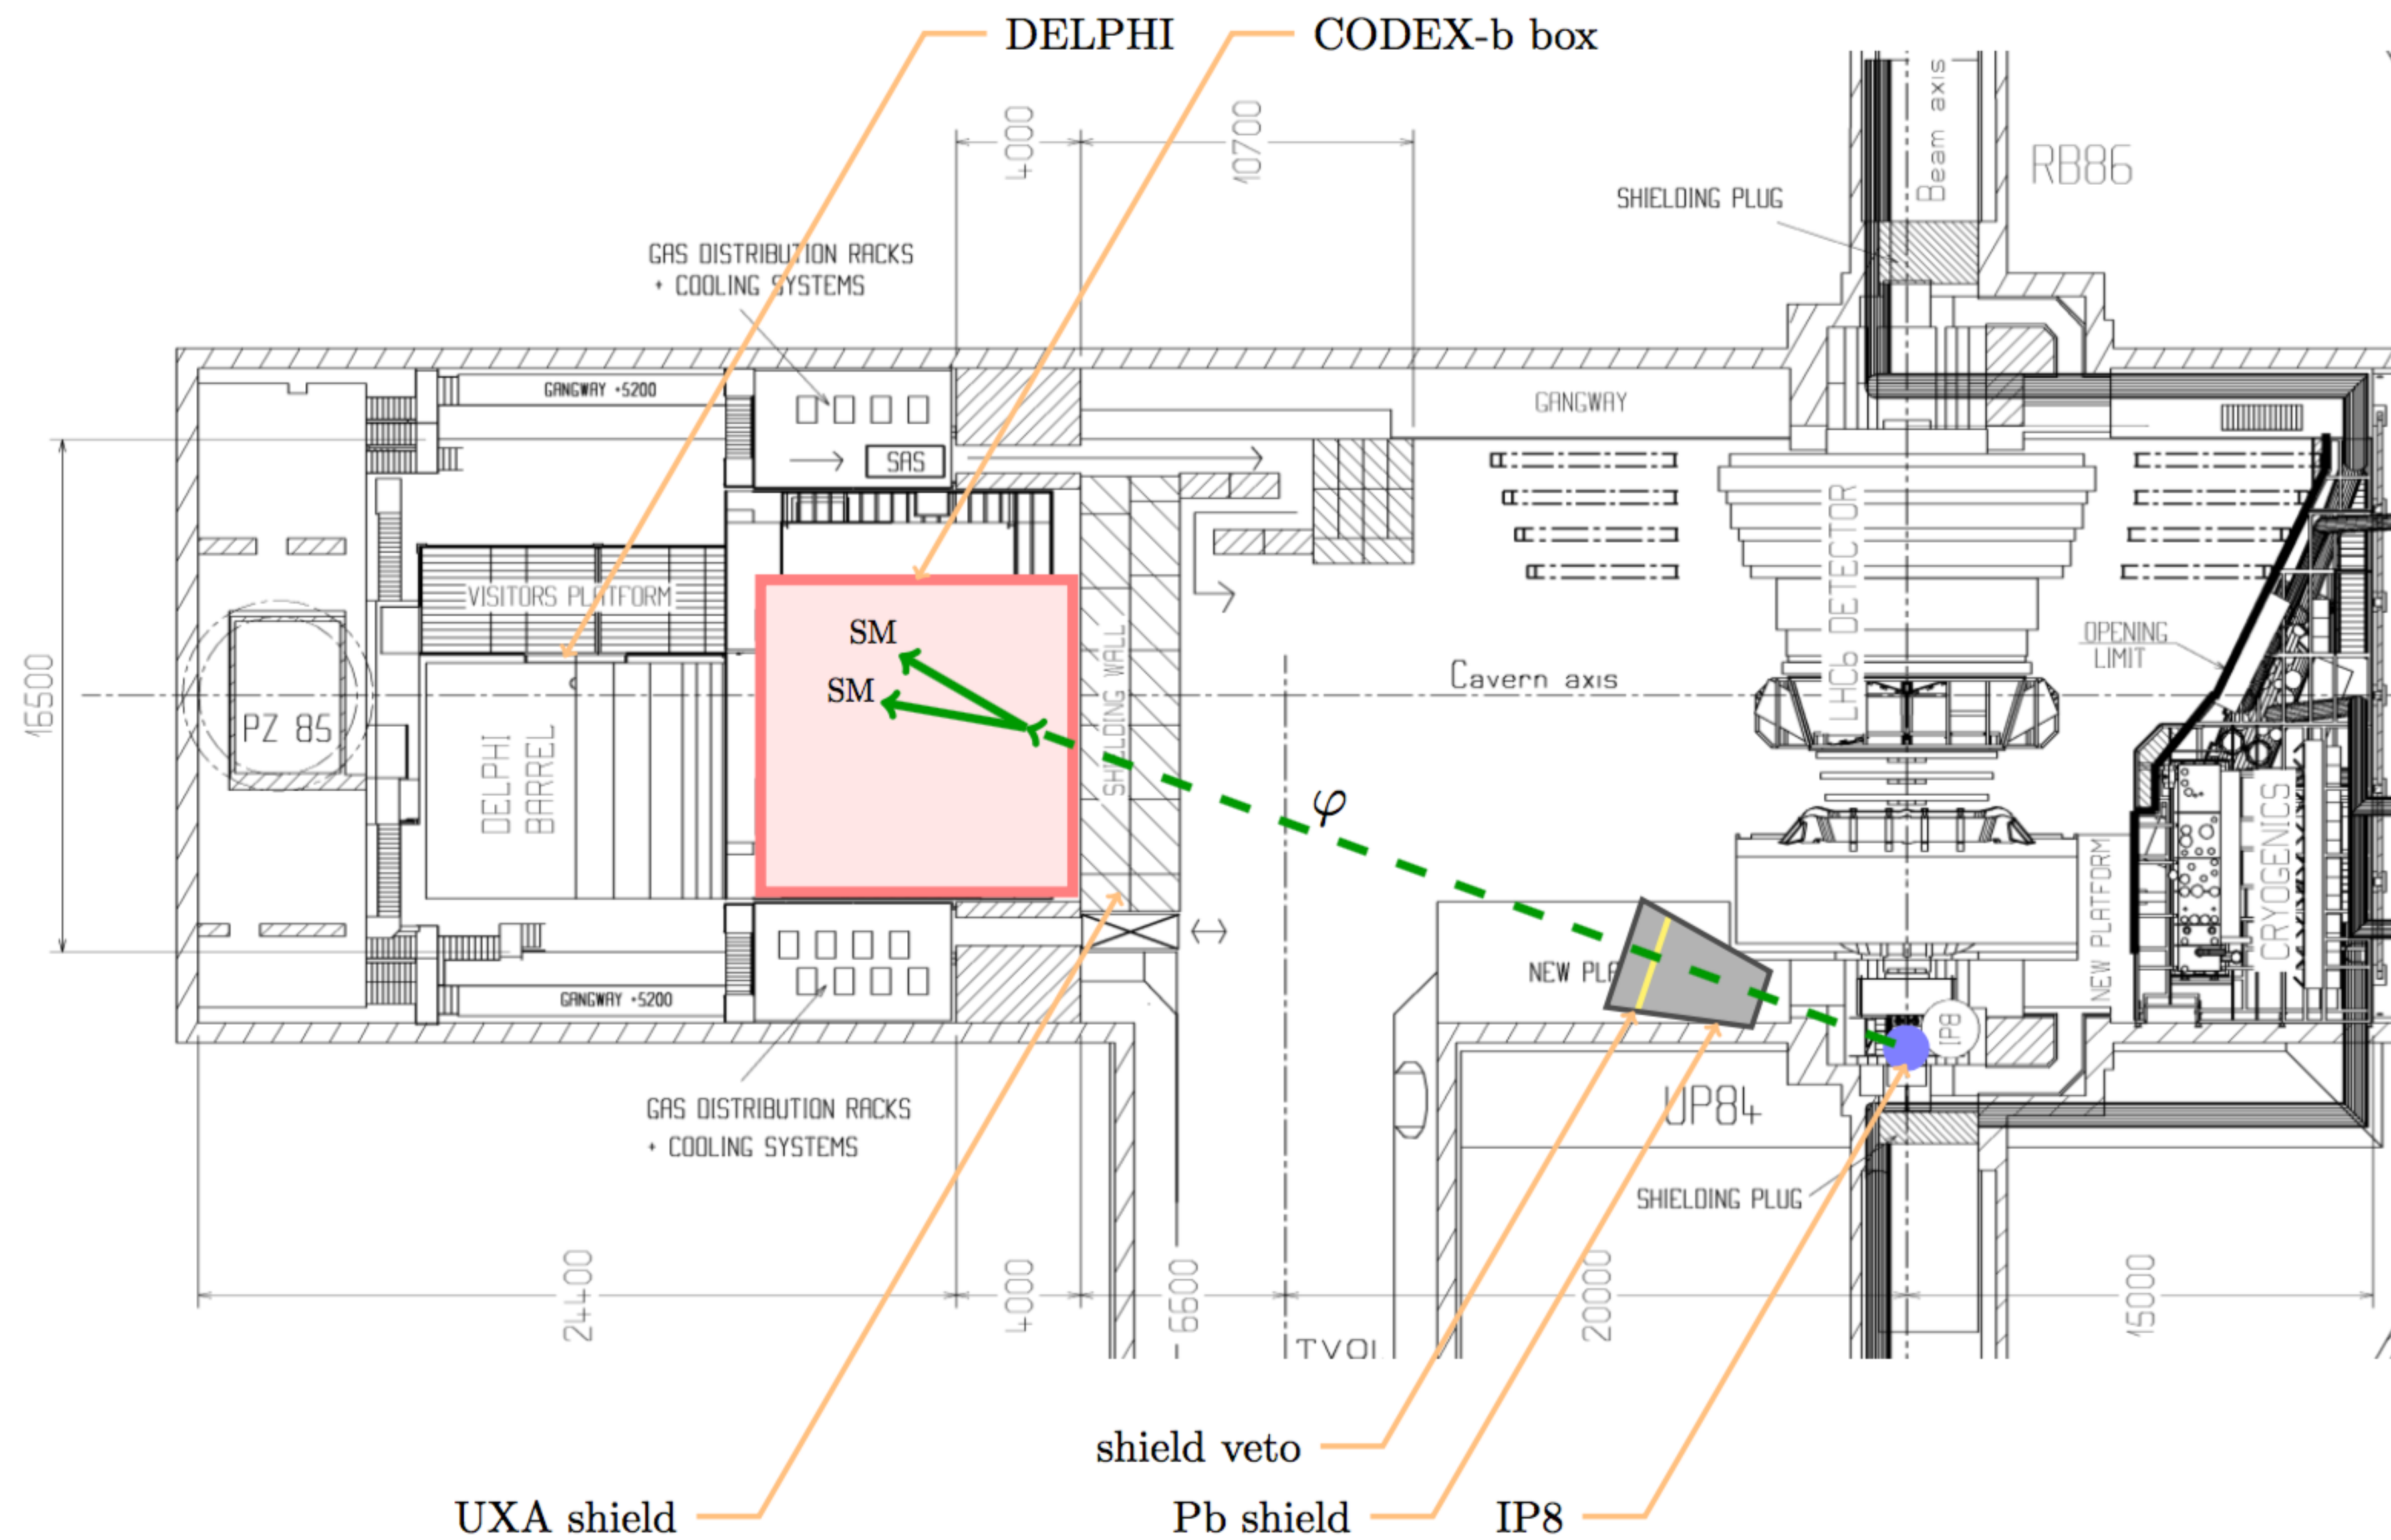 DELPHI
CODEX-b box
4000
10700
Beam axis
RB86
SHIELDING PLUG
GAS DISTRIBUTION RACKS
+ COOLING SYSTEMS
GANGWAY +5200
GANGWAY
SAS
VISITORS PLATFORM
SM
SM
16500
PZ 85
DELPHI
BARREL
SHIELDING WALL
Cavern axis
LHCb DETECTOR
OPENING
LIMIT
φ
NEW PLATFORM
CRYOGENICS
NEW PLA
IP8
GANGWAY +5200
GAS DISTRIBUTION RACKS
+ COOLING SYSTEMS
UP84
SHIELDING PLUG
24400
4000
6600
20000
15000
shield veto
UXA shield
Pb shield
IP8